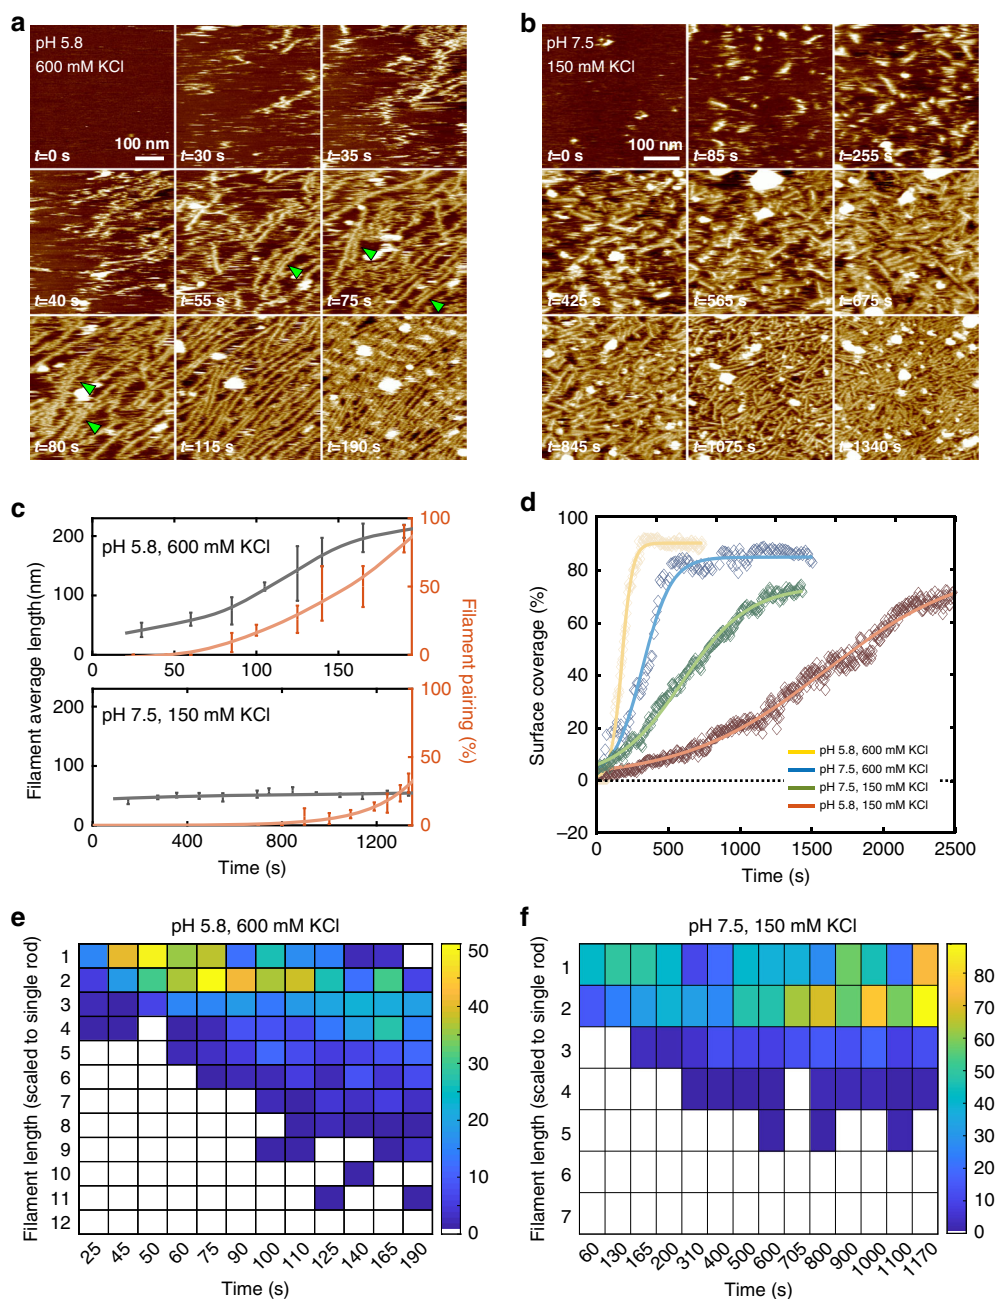 a
pH 5.8
600 mM KCl
100 nm
t=0 s
t=30 s
t=35 s
t=40 s
t=55 s
t=75 s
t=80 s
t=115 s
t=190 s
b
pH 7.5
150 mM KCl
100 nm
t=0 s
t=85 s
t=255 s
t=425 s
t=565 s
t=675 s
t=845 s
t=1075 s
t=1340 s
c
Filament average length(nm)
Filament pairing (%)
200
100
0
pH 5.8, 600 mM KCl
100
50
0
0 50 100 150
200
100
0
pH 7.5, 150 mM KCl
100
50
0
0 400 800 1200
Time (s)
d
Surface coverage (%)
100
80
60
40
20
0
−20
pH 5.8, 600 mM KCl
pH 7.5, 600 mM KCl
pH 7.5, 150 mM KCl
pH 5.8, 150 mM KCl
0 500 1000 1500 2000 2500
Time (s)
e
pH 5.8, 600 mM KCl
Filament length (scaled to single rod)
1
2
3
4
5
6
7
8
9
10
11
12
25 45 50 60 75 90 100 110 125 140 165 190
Time (s)
50
40
30
20
10
0
f
pH 7.5, 150 mM KCl
Filament length (scaled to single rod)
1
2
3
4
5
6
7
60 130 165 200 310 400 500 600 705 800 900 1000 1100 1170
Time (s)
80
70
60
50
40
30
20
10
0